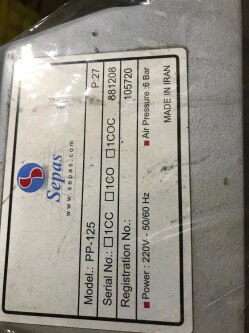 Sepas
www.sepas.com
Model: PP-125 P.27
Serial No.: □1CC □1CO □1COC 881208
Registration No.: 105720
■ Power : 220V - 50/60 Hz ■ Air Pressure :6 Bar
MADE IN IRAN